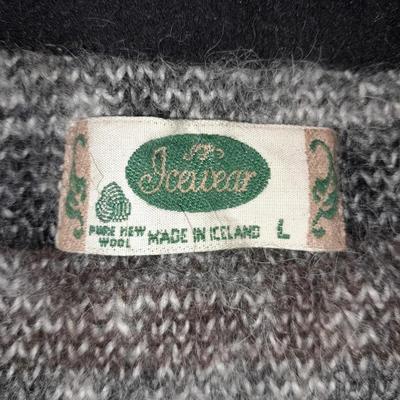 Icewear
PURE NEW
WOOL
MADE IN ICELAND L